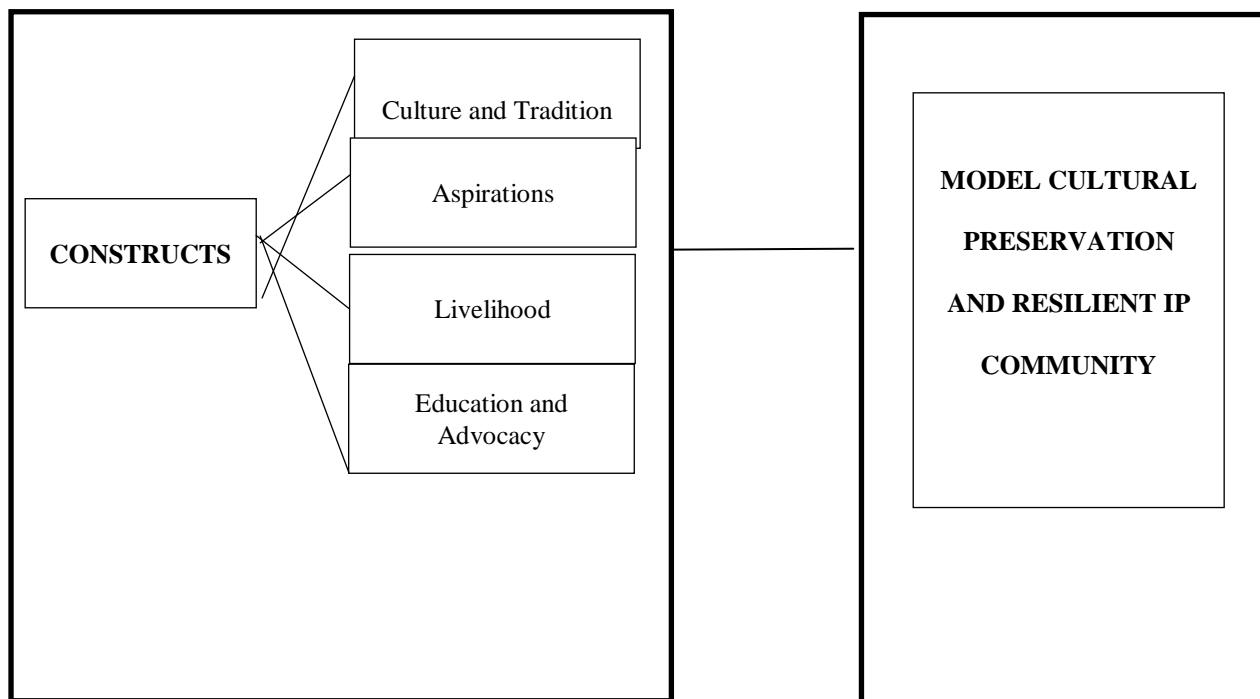 Culture and Tradition
Aspirations
CONSTRUCTS
Livelihood
Education and
Advocacy
MODEL CULTURAL
PRESERVATION
AND RESILIENT IP
COMMUNITY